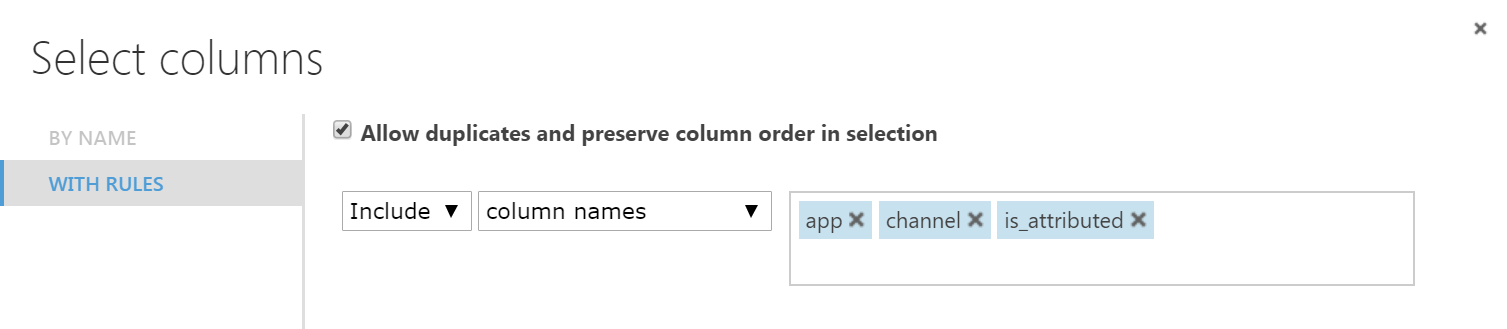 Select columns
BY NAME
WITH RULES
Allow duplicates and preserve column order in selection
Include column names app channel is_attributed